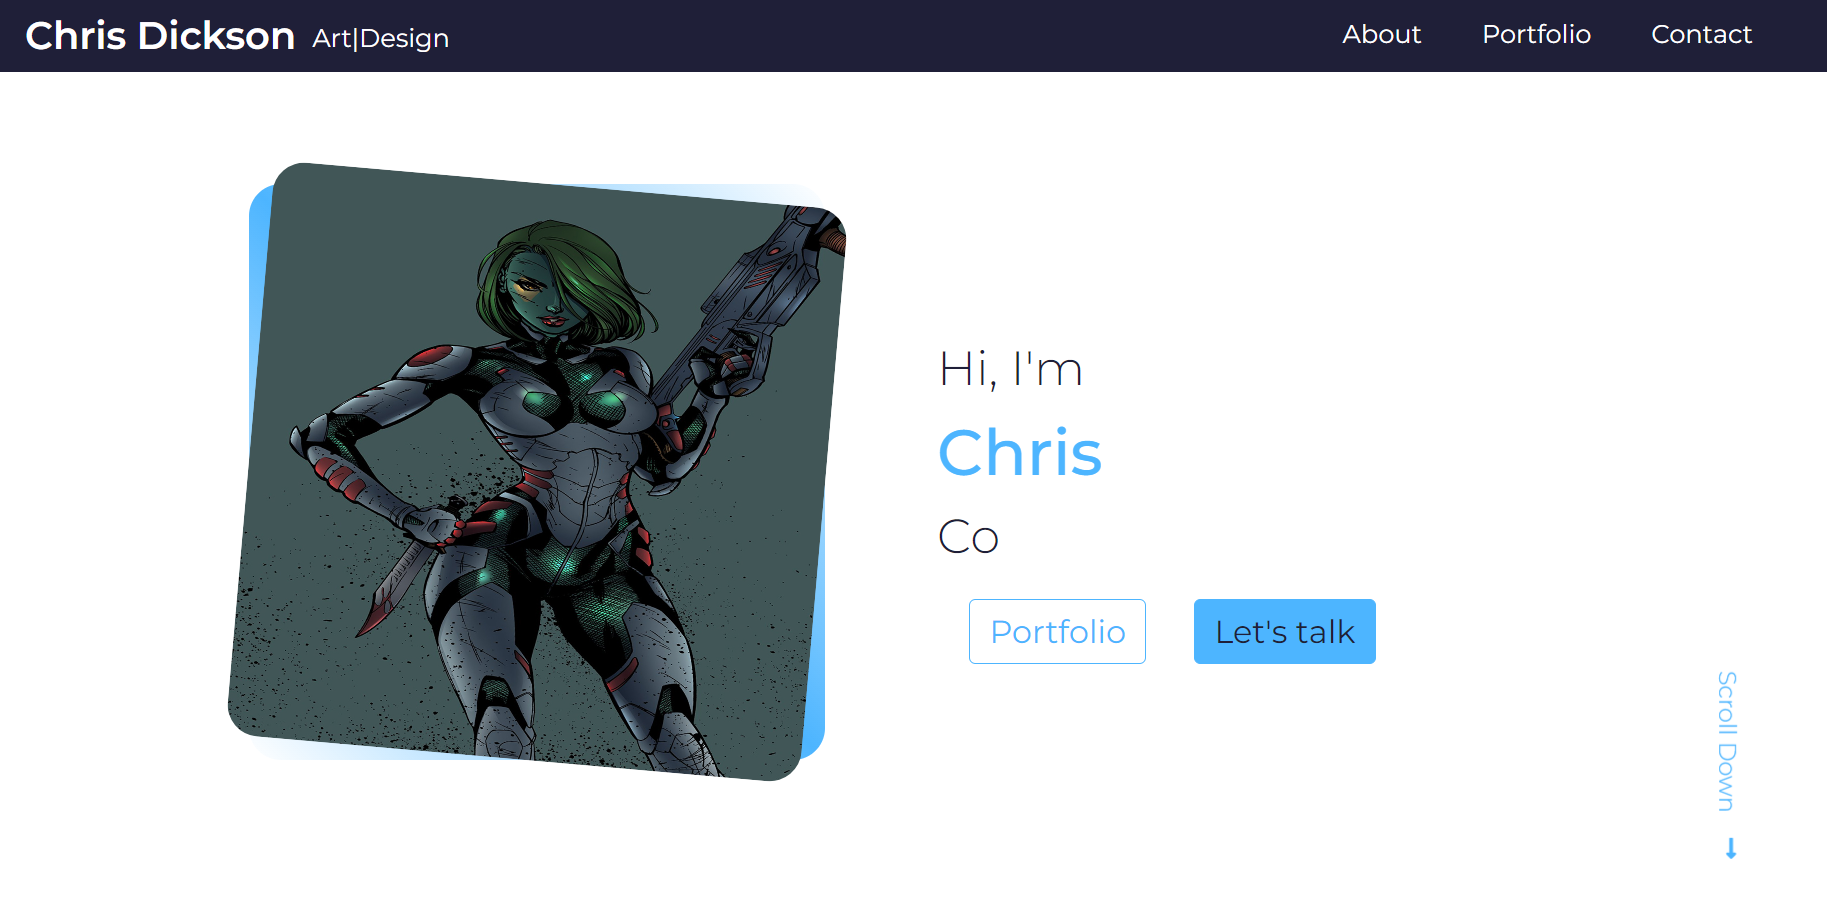 Chris Dickson Art|Design
About Portfolio Contact
Hi, I'm
Chris
Co
Portfolio Let's talk
Scroll Down